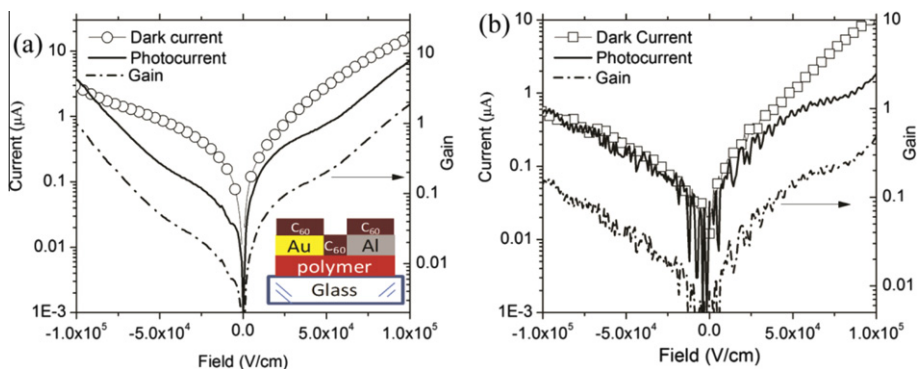 (a)
Dark current
Photocurrent
Gain
10
1
0.1
0.01
1E-3
Current (μA)
10
1
0.1
0.01
Gain
C60 C60
Au C60 Al
polymer
Glass
-1.0x10^5 -5.0x10^4 0.0 5.0x10^4 1.0x10^5
Field (V/cm)
(b)
Dark Current
Photocurrent
Gain
10
1
0.1
0.01
1E-3
Current (μA)
10
1
0.1
0.01
Gain
-1.0x10^5 -5.0x10^4 0.0 5.0x10^4 1.0x10^5
Field (V/cm)